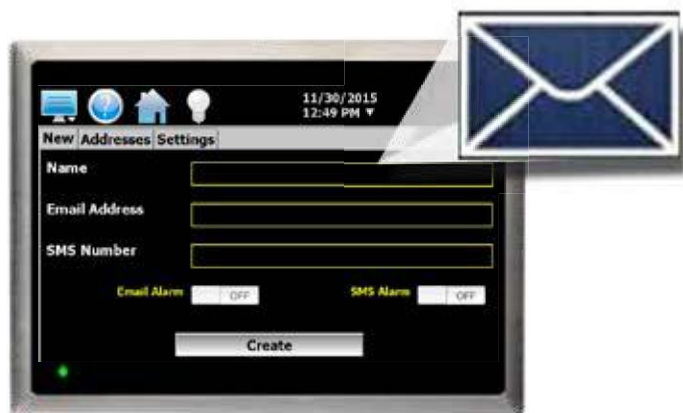 11/30/2015
12:49 PM ▼
New Addresses Settings
Name
Email Address
SMS Number
Email Alarm OFF SMS Alarm OFF
Create